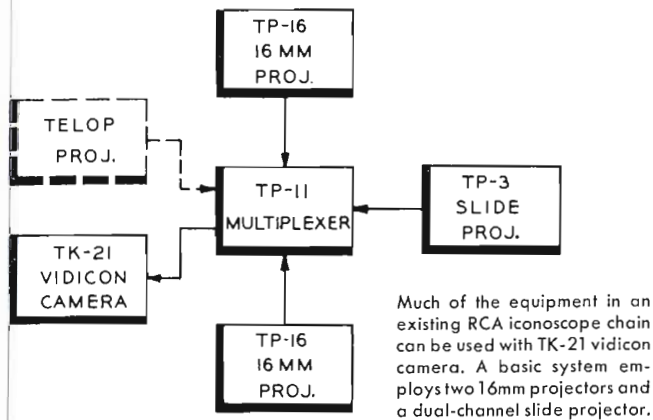 TP-16
16 MM
PROJ.
TELOP
PROJ.
TP-11
MULTIPLEXER
TP-3
SLIDE
PROJ.
TK-21
VIDICON
CAMERA
TP-16
16 MM
PROJ.
Much of the equipment in an
existing RCA iconoscope chain
can be used with TK-21 vidicon
camera. A basic system em-
ploys two 16mm projectors and
a dual-channel slide projector.